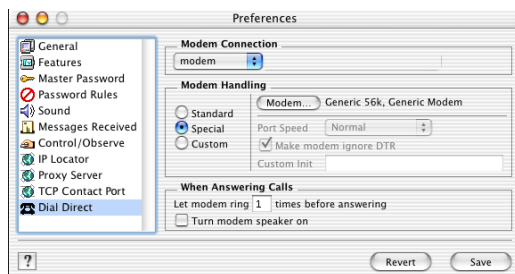 Preferences
General
Features
Master Password
Password Rules
Sound
Messages Received
Control/Observe
IP Locator
Proxy Server
TCP Contact Port
Dial Direct
Modem Connection
modem
Modem Handling
Standard
Special
Custom
Modem... Generic 56k, Generic Modem
Port Speed Normal
Make modem ignore DTR
Custom Init
When Answering Calls
Let modem ring 1 times before answering
Turn modem speaker on
? Revert Save